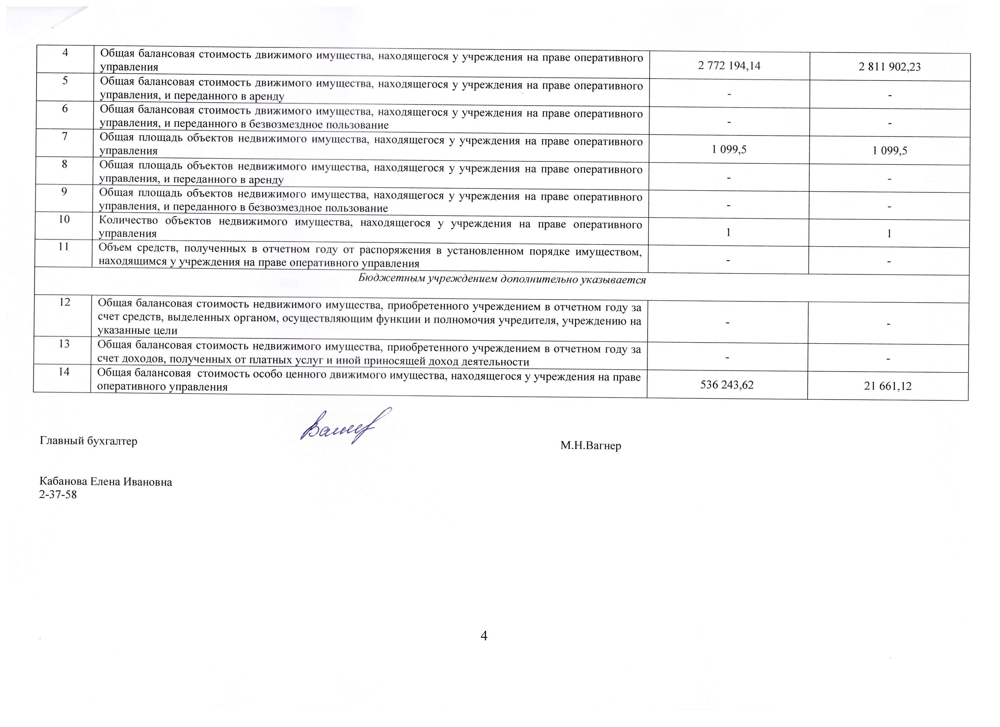 4
Общая балансовая стоимость движимого имущества, находящегося у учреждения на праве оперативного
управления
2 772 194,14
2 811 902,23
5
Общая балансовая стоимость движимого имущества, находящегося у учреждения на праве оперативного
управления, и переданного в аренду
-
-
6
Общая балансовая стоимость движимого имущества, находящегося у учреждения на праве оперативного
управления, и переданного в безвозмездное пользование
-
-
7
Общая площадь объектов недвижимого имущества, находящегося у учреждения на праве оперативного
управления
1 099,5
1 099,5
8
Общая площадь объектов недвижимого имущества, находящегося у учреждения на праве оперативного
управления, и переданного в аренду
-
-
9
Общая площадь объектов недвижимого имущества, находящегося у учреждения на праве оперативного
управления, и переданного в безвозмездное пользование
-
-
10
Количество объектов недвижимого имущества, находящегося у учреждения на праве оперативного
управления
1
1
11
Объем средств, полученных в отчетном году от распоряжения в установленном порядке имуществом,
находящимся у учреждения на праве оперативного управления
-
-
Бюджетным учреждением дополнительно указывается
12
Общая балансовая стоимость недвижимого имущества, приобретенного учреждением в отчетном году за
счет средств, выделенных органом, осуществляющим функции и полномочия учредителя, учреждению на
указанные цели
-
-
13
Общая балансовая стоимость недвижимого имущества, приобретенного учреждением в отчетном году за
счет доходов, полученных от платных услуг и иной приносящей доход деятельности
-
-
14
Общая балансовая стоимость особо ценного движимого имущества, находящегося у учреждения на праве
оперативного управления
536 243,62
21 661,12
Главный бухгалтер
М.Н.Вагнер
Кабанова Елена Ивановна
2-37-58
4